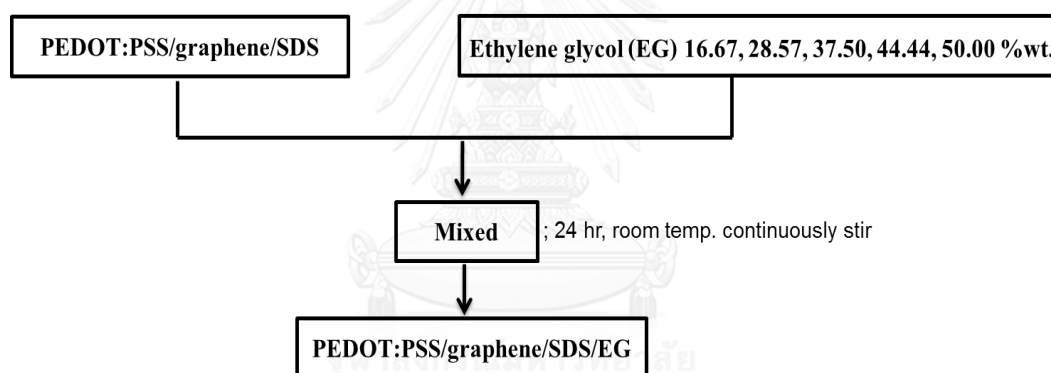 PEDOT:PSS/graphene/SDS
Ethylene glycol (EG) 16.67, 28.57, 37.50, 44.44, 50.00 %wt.
Mixed
; 24 hr, room temp. continuously stir
PEDOT:PSS/graphene/SDS/EG